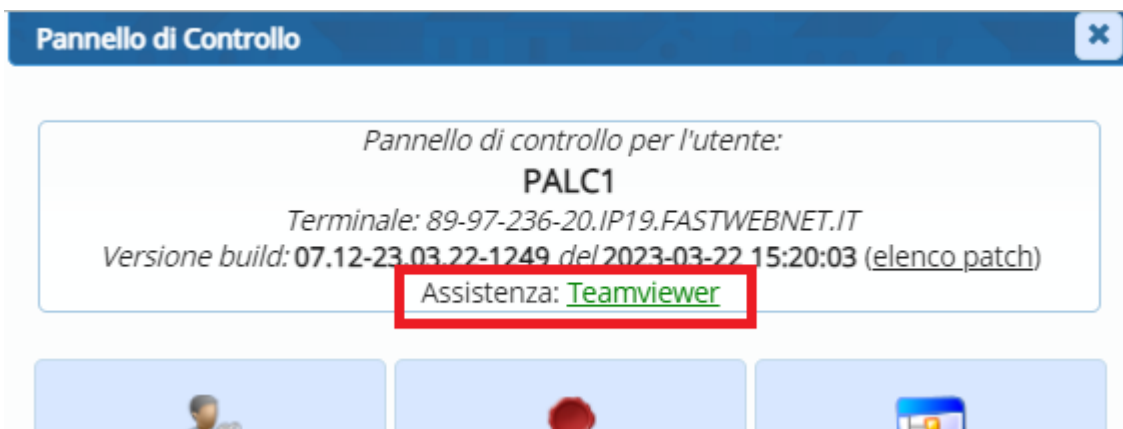 Pannello di Controllo
Pannello di controllo per l'utente:
PALC1
Terminale: 89-97-236-20.IP19.FASTWEBNET.IT
Versione build: 07.12-23.03.22-1249 del 2023-03-22 15:20:03 (elenco patch)
Assistenza: Teamviewer